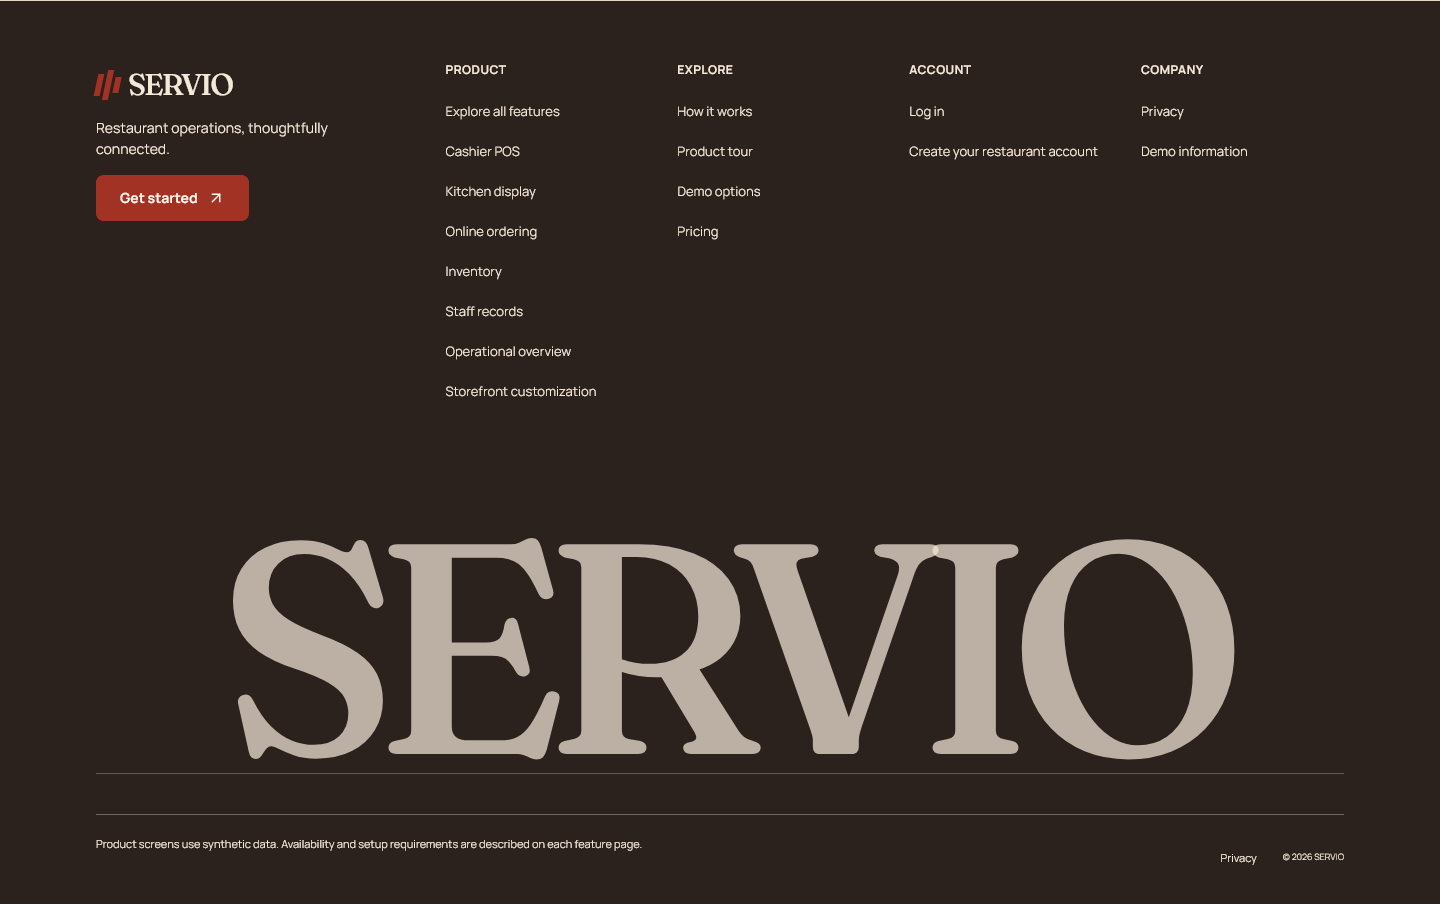 SERVIO
Restaurant operations, thoughtfully
connected.
Get started
PRODUCT
Explore all features
Cashier POS
Kitchen display
Online ordering
Inventory
Staff records
Operational overview
Storefront customization
EXPLORE
How it works
Product tour
Demo options
Pricing
ACCOUNT
Log in
Create your restaurant account
COMPANY
Privacy
Demo information
SERVIO
Product screens use synthetic data. Availability and setup requirements are described on each feature page.
Privacy
© 2026 SERVIO